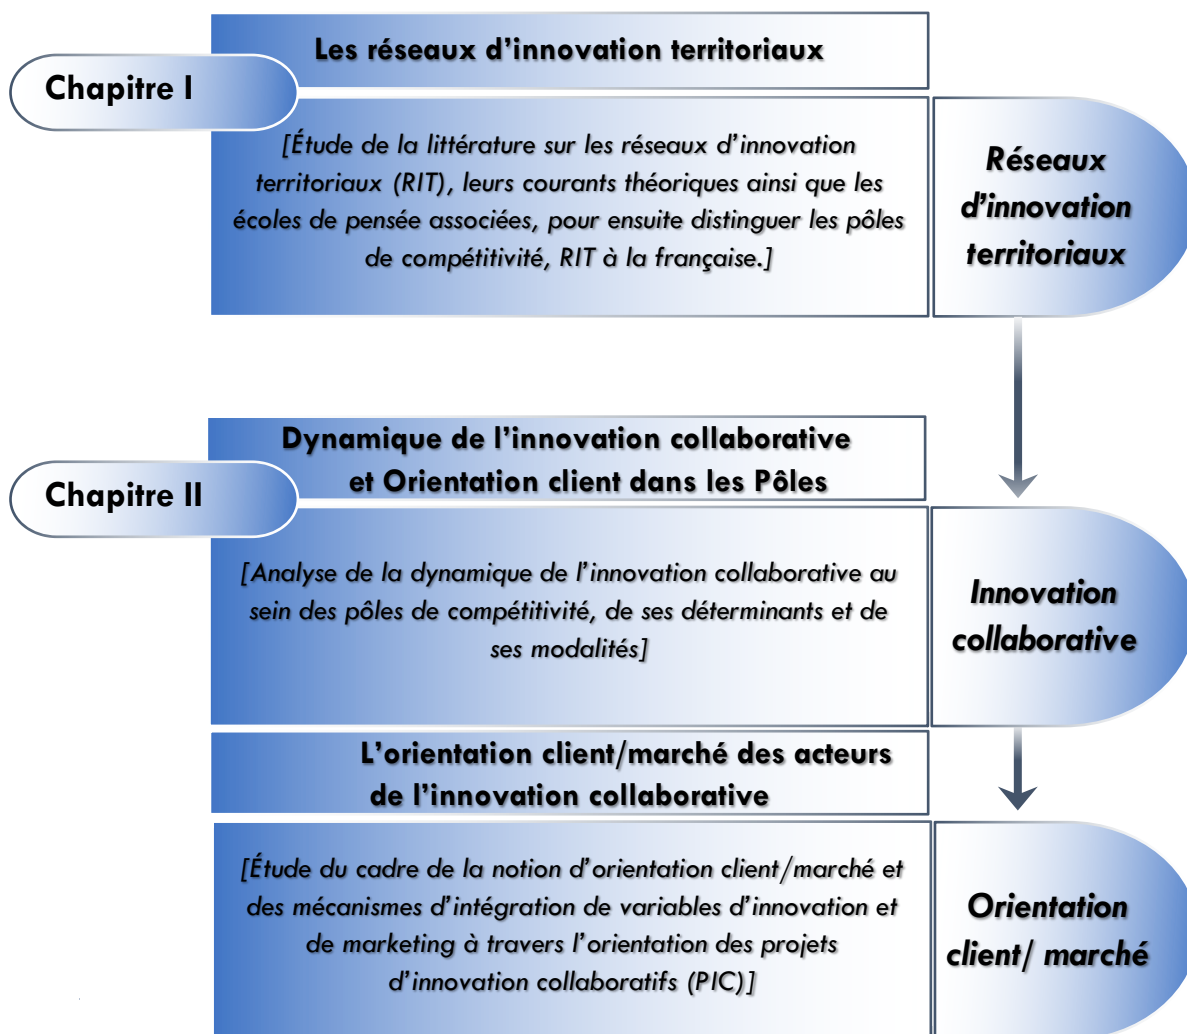 Les réseaux d’innovation territoriaux
Chapitre I
[Étude de la littérature sur les réseaux d’innovation
territoriaux (RIT), leurs courants théoriques ainsi que les
écoles de pensée associées, pour ensuite distinguer les pôles
de compétitivité, RIT à la française.]
Réseaux
d’innovation
territoriaux
Dynamique de l’innovation collaborative
et Orientation client dans les Pôles
Chapitre II
[Analyse de la dynamique de l’innovation collaborative au
sein des pôles de compétitivité, de ses déterminants et de
ses modalités]
Innovation
collaborative
L’orientation client/marché des acteurs
de l’innovation collaborative
[Étude du cadre de la notion d’orientation client/marché et
des mécanismes d’intégration de variables d’innovation et
de marketing à travers l’orientation des projets
d’innovation collaboratifs (PIC)]
Orientation
client/ marché